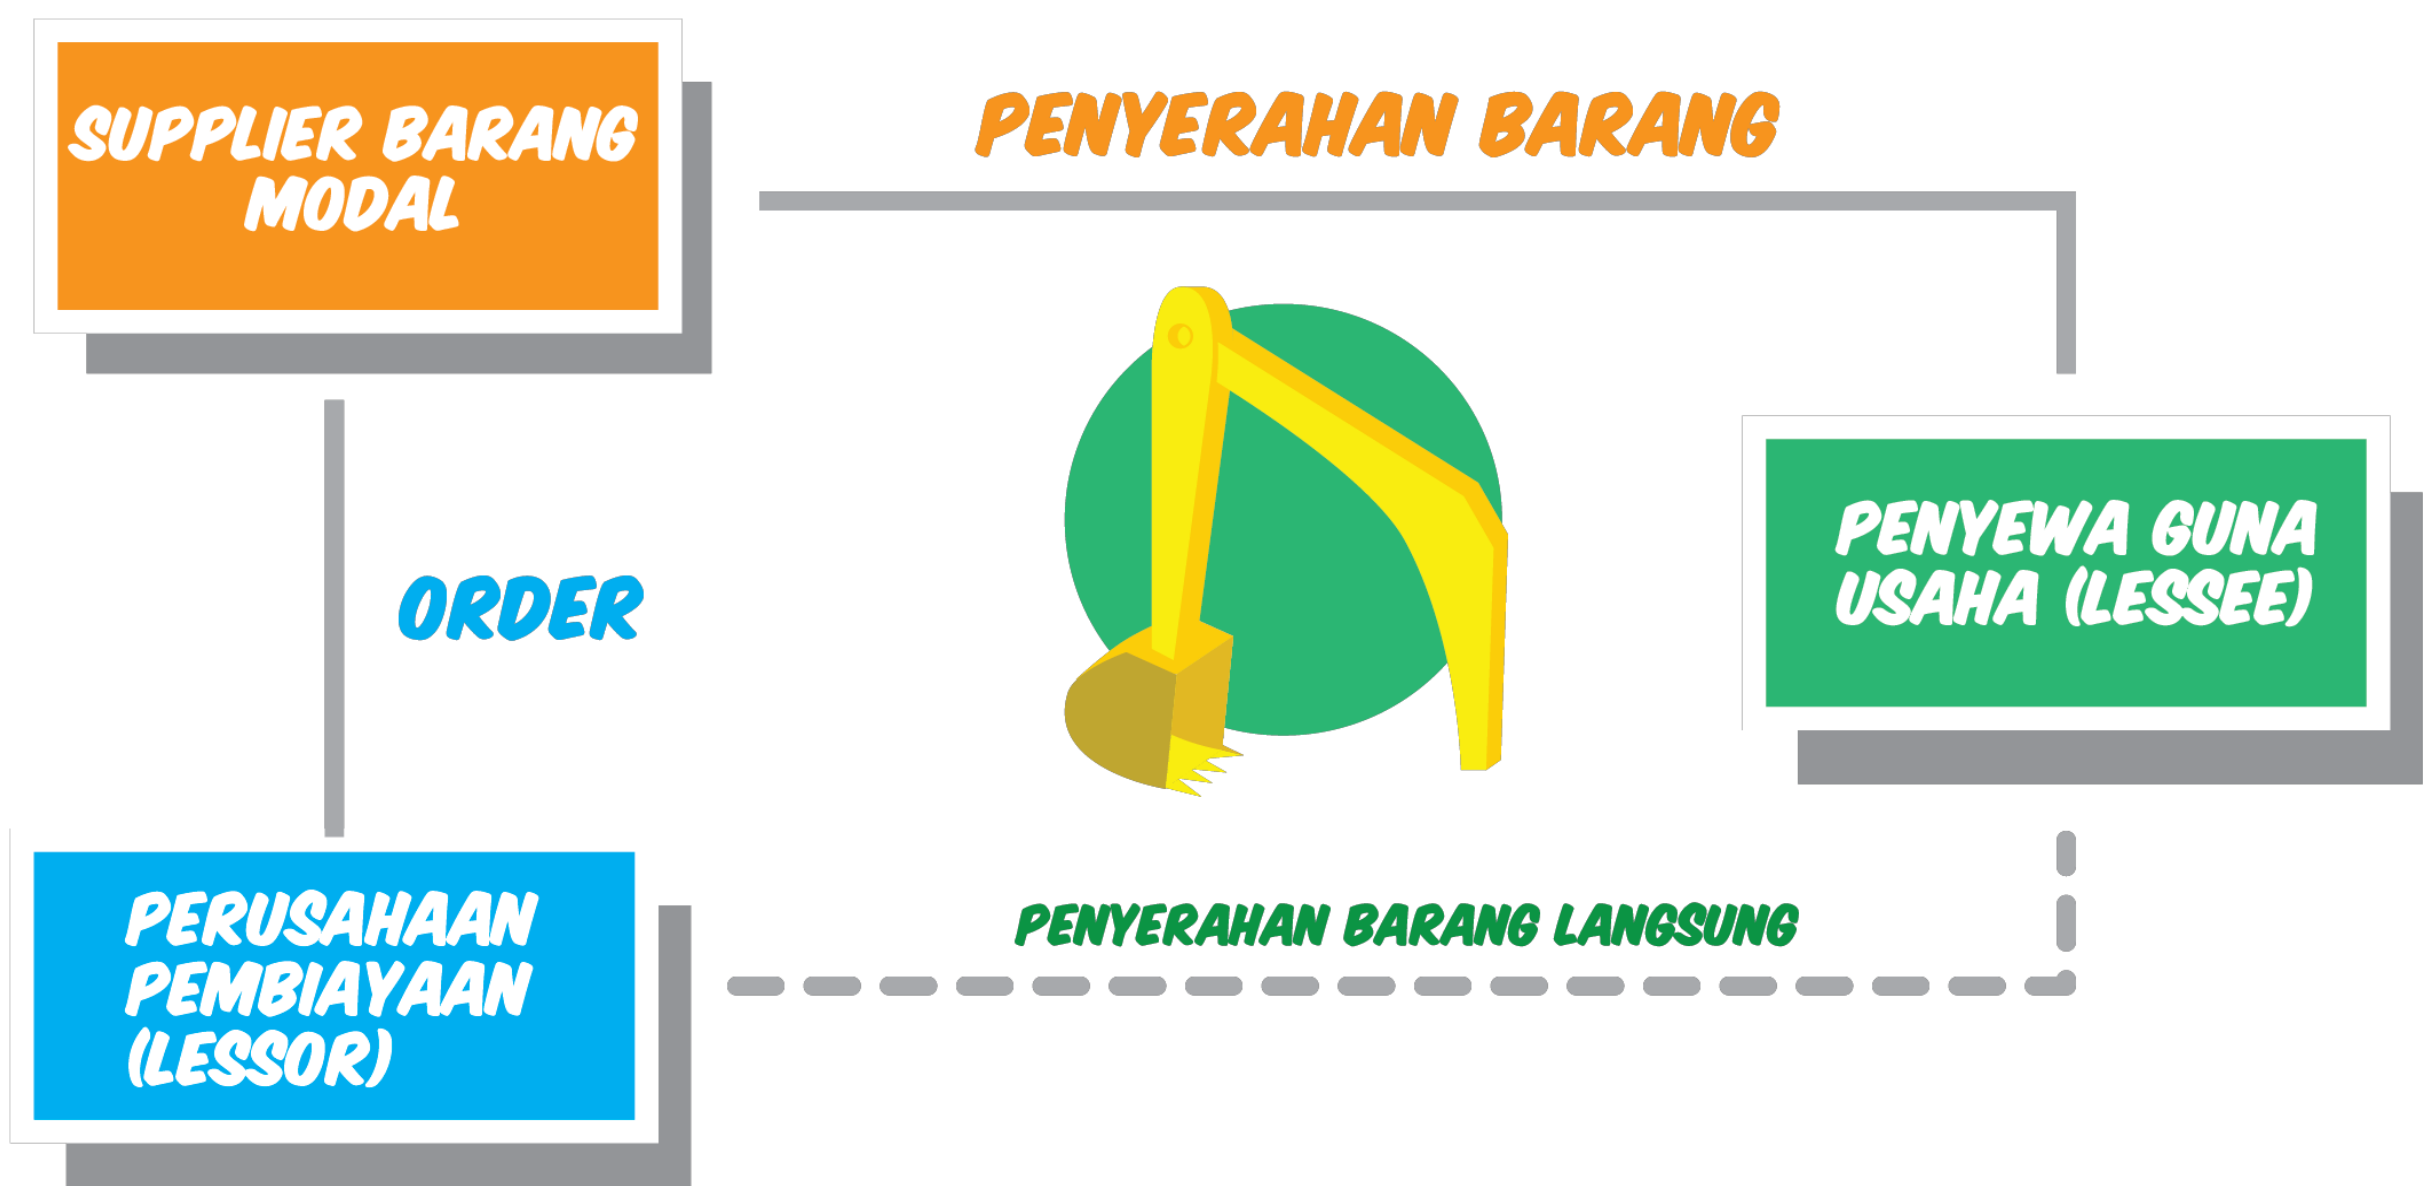 SUPPLIER BARANG
MODAL
PENYERAHAN BARANG
ORDER
PENYEWA GUNA
USAHA (LESSEE)
PERUSAHAAN
PEMBIAYAAN
(LESSOR)
PENYERAHAN BARANG LANGSUNG